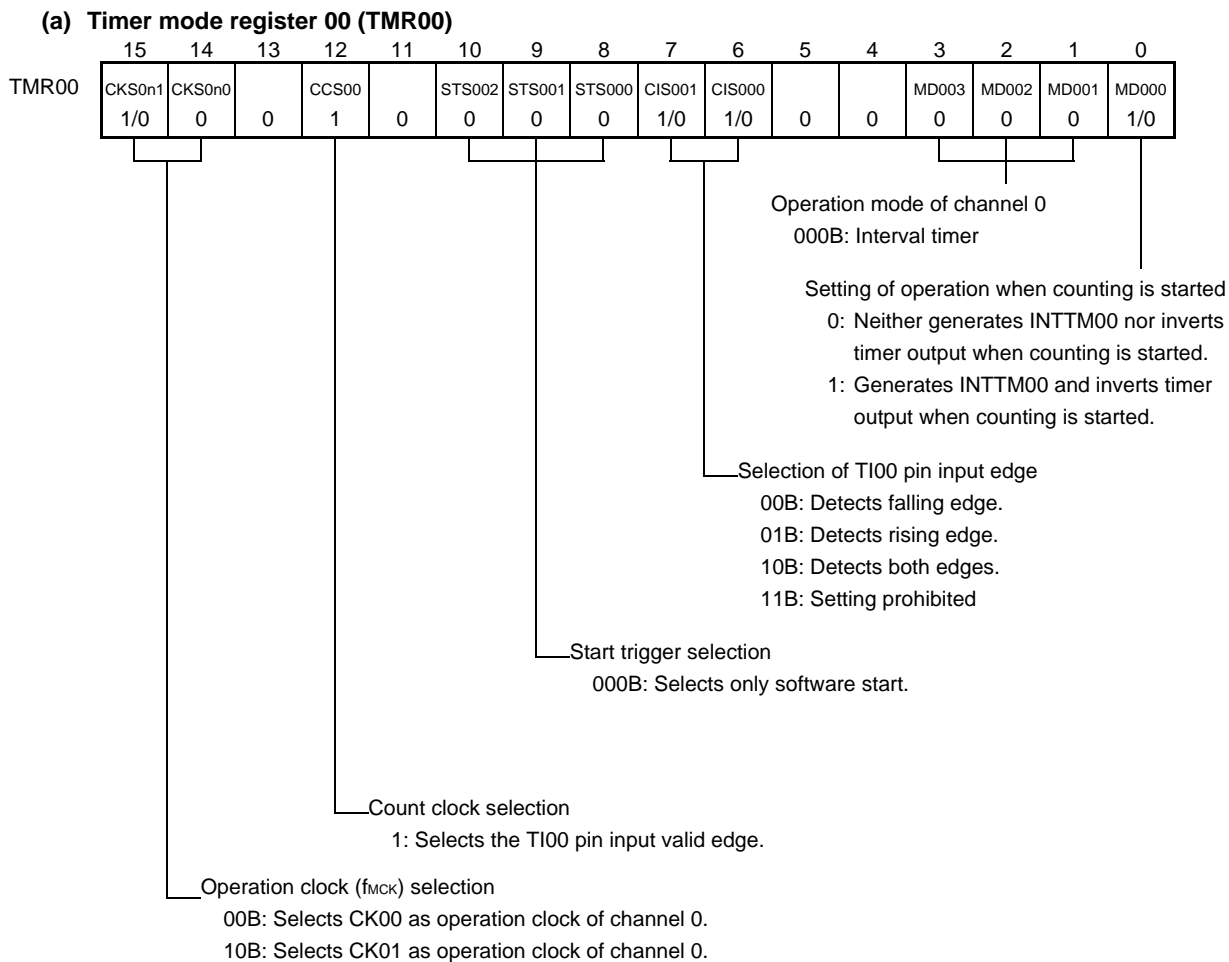 (a) Timer mode register 00 (TMR00)
15 14 13 12 11 10 9 8 7 6 5 4 3 2 1 0
TMR00 CKS0n1 CKS0n0 CCS00 STS002 STS001 STS000 CIS001 CIS000 MD003 MD002 MD001 MD000
1/0 0 0 1 0 0 0 0 1/0 1/0 0 0 0 0 0 1/0
Operation mode of channel 0
000B: Interval timer
Setting of operation when counting is started
0: Neither generates INTTM00 nor inverts
timer output when counting is started.
1: Generates INTTM00 and inverts timer
output when counting is started.
Selection of TI00 pin input edge
00B: Detects falling edge.
01B: Detects rising edge.
10B: Detects both edges.
11B: Setting prohibited
Start trigger selection
000B: Selects only software start.
Count clock selection
1: Selects the TI00 pin input valid edge.
Operation clock (fMCK) selection
00B: Selects CK00 as operation clock of channel 0.
10B: Selects CK01 as operation clock of channel 0.